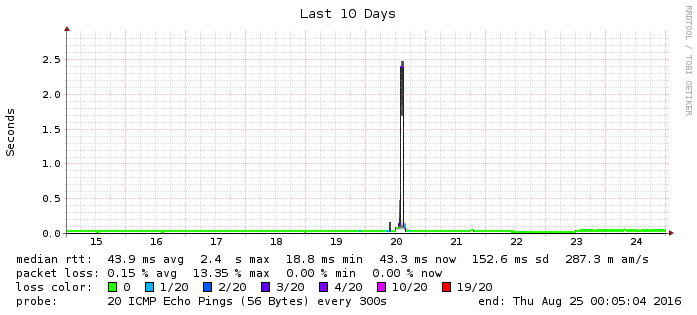 Last 10 Days
RRDTOOL / TOBI OETIKER
Seconds
2.5
2.0
1.5
1.0
0.5
0.0
15 16 17 18 19 20 21 22 23 24
median rtt: 43.9 ms avg 2.4 s max 18.8 ms min 43.3 ms now 152.6 ms sd 287.3 m am/s
packet loss: 0.15 % avg 13.35 % max 0.00 % min 0.00 % now
loss color: 0 1/20 2/20 3/20 4/20 10/20 19/20
probe: 20 ICMP Echo Pings (56 Bytes) every 300s end: Thu Aug 25 00:05:04 2016